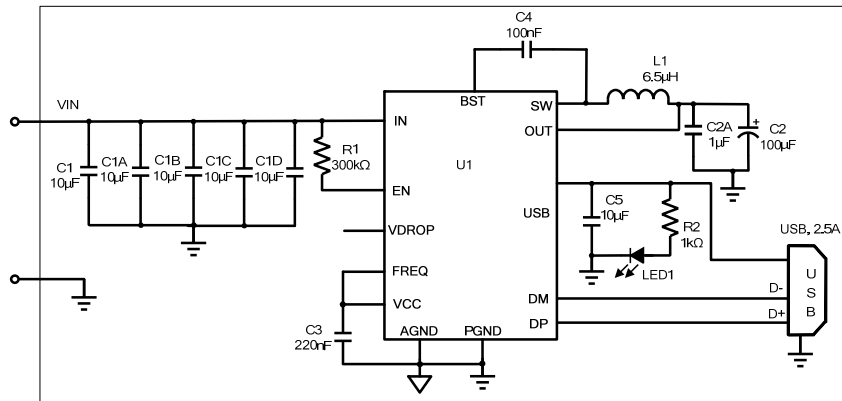 C4
100nF
L1
6.5µH
VIN
BST
SW
IN
OUT
C2A
1µF
C2
100µF
+
R1
300kΩ
U1
C1
10µF
C1A
10µF
C1B
10µF
C1C
10µF
C1D
10µF
EN
USB
C5
10µF
R2
1kΩ
USB, 2.5A
VDROP
LED1
FREQ
VCC
DM
DP
D-
D+
U
S
B
C3
220nF
AGND
PGND